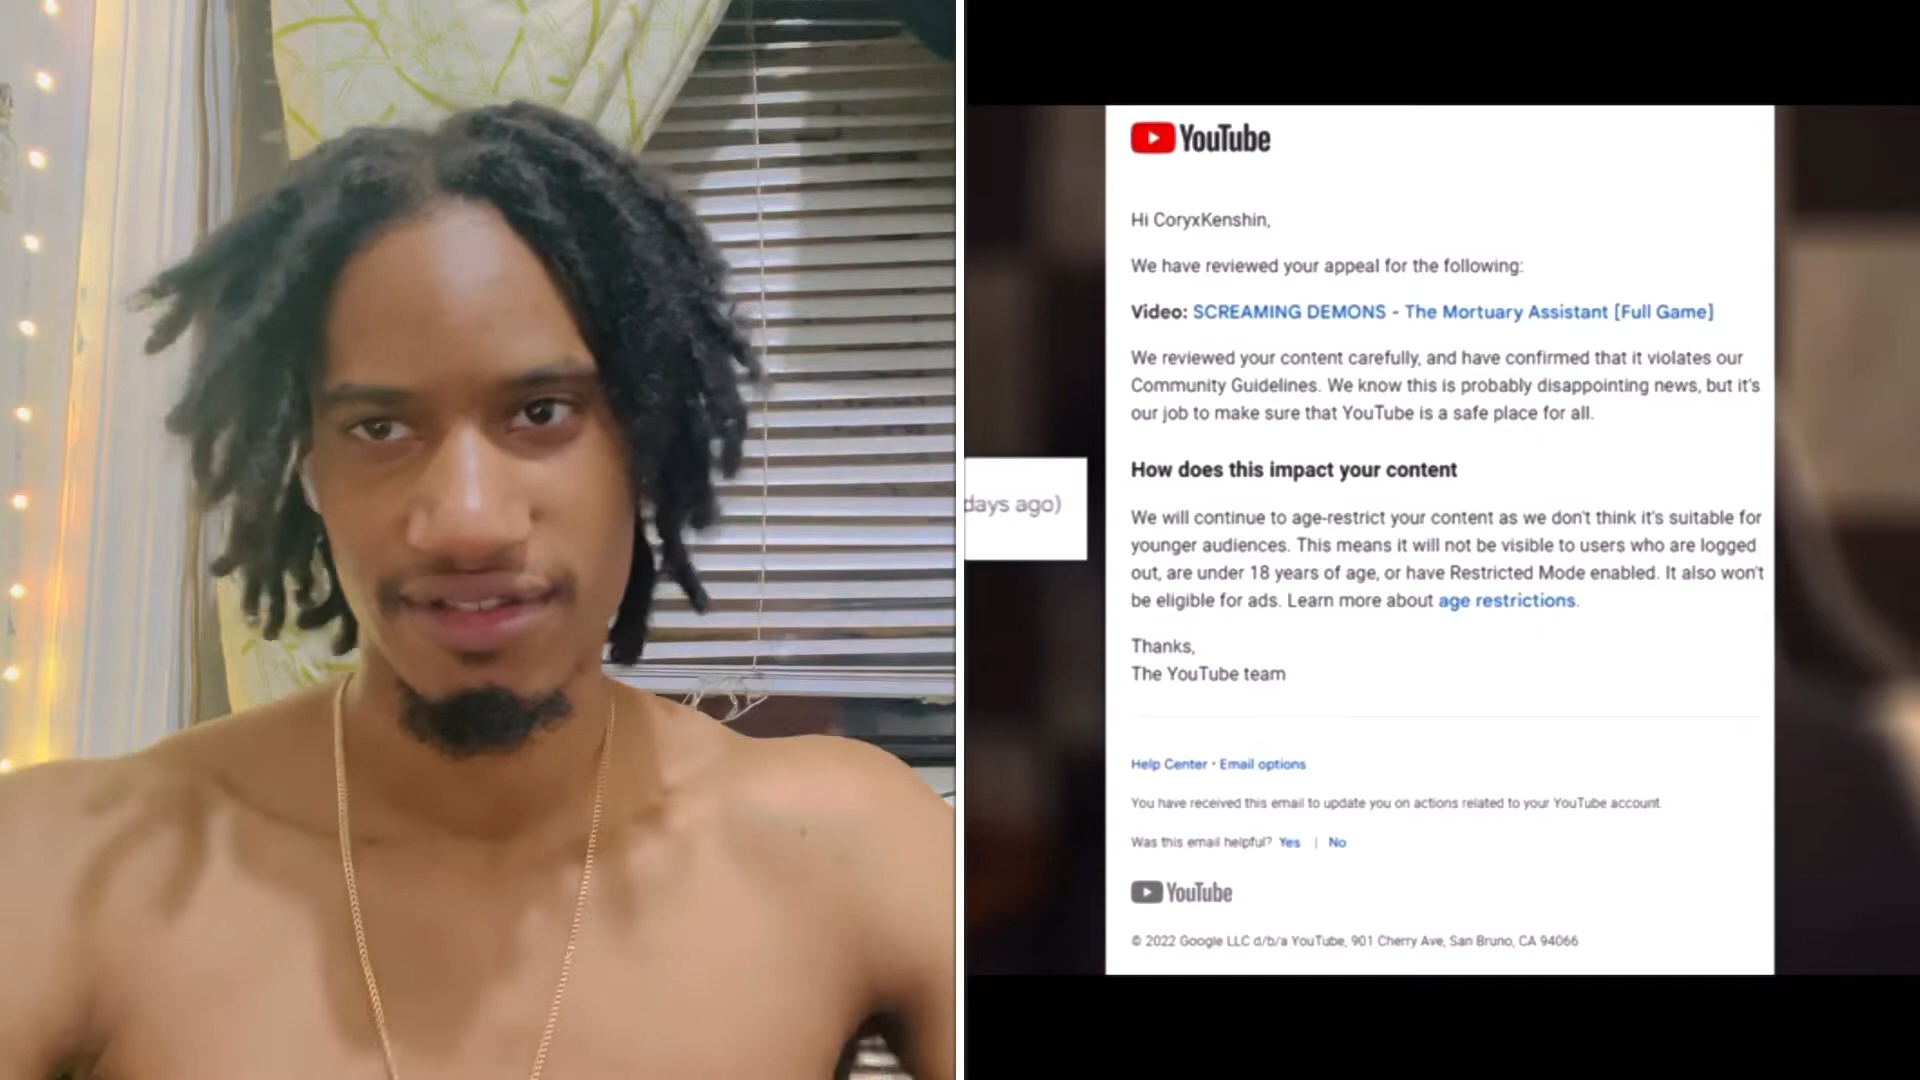 YouTube
Hi CoryxKenshin,
We have reviewed your appeal for the following:
Video: SCREAMING DEMONS - The Mortuary Assistant [Full Game]
We reviewed your content carefully, and have confirmed that it violates our
Community Guidelines. We know this is probably disappointing news, but it's
our job to make sure that YouTube is a safe place for all.
How does this impact your content
days ago)
We will continue to age-restrict your content as we don't think it's suitable for
younger audiences. This means it will not be visible to users who are logged
out, are under 18 years of age, or have Restricted Mode enabled. It also won't
be eligible for ads. Learn more about age restrictions.
Thanks,
The YouTube team
Help Center • Email options
You have received this email to update you on actions related to your YouTube account.
Was this email helpful? Yes | No
YouTube
© 2022 Google LLC d/b/a YouTube, 901 Cherry Ave, San Bruno, CA 94066